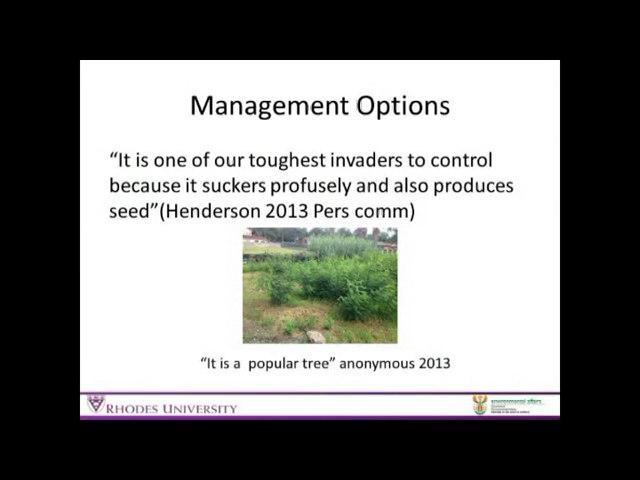 Management Options
“It is one of our toughest invaders to control
because it suckers profusely and also produces
seed”(Henderson 2013 Pers comm)
“It is a  popular tree” anonymous 2013
RHODES UNIVERSITY
environmental affairs